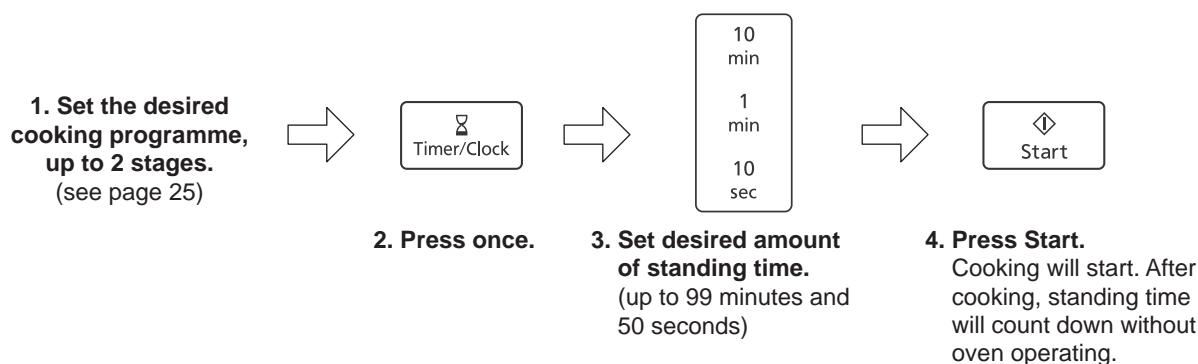 1. Set the desired
cooking programme,
up to 2 stages.
(see page 25)
Timer/Clock
10
min
1
min
10
sec
Start
2. Press once.
3. Set desired amount
of standing time.
(up to 99 minutes and
50 seconds)
4. Press Start.
Cooking will start. After
cooking, standing time
will count down without
oven operating.